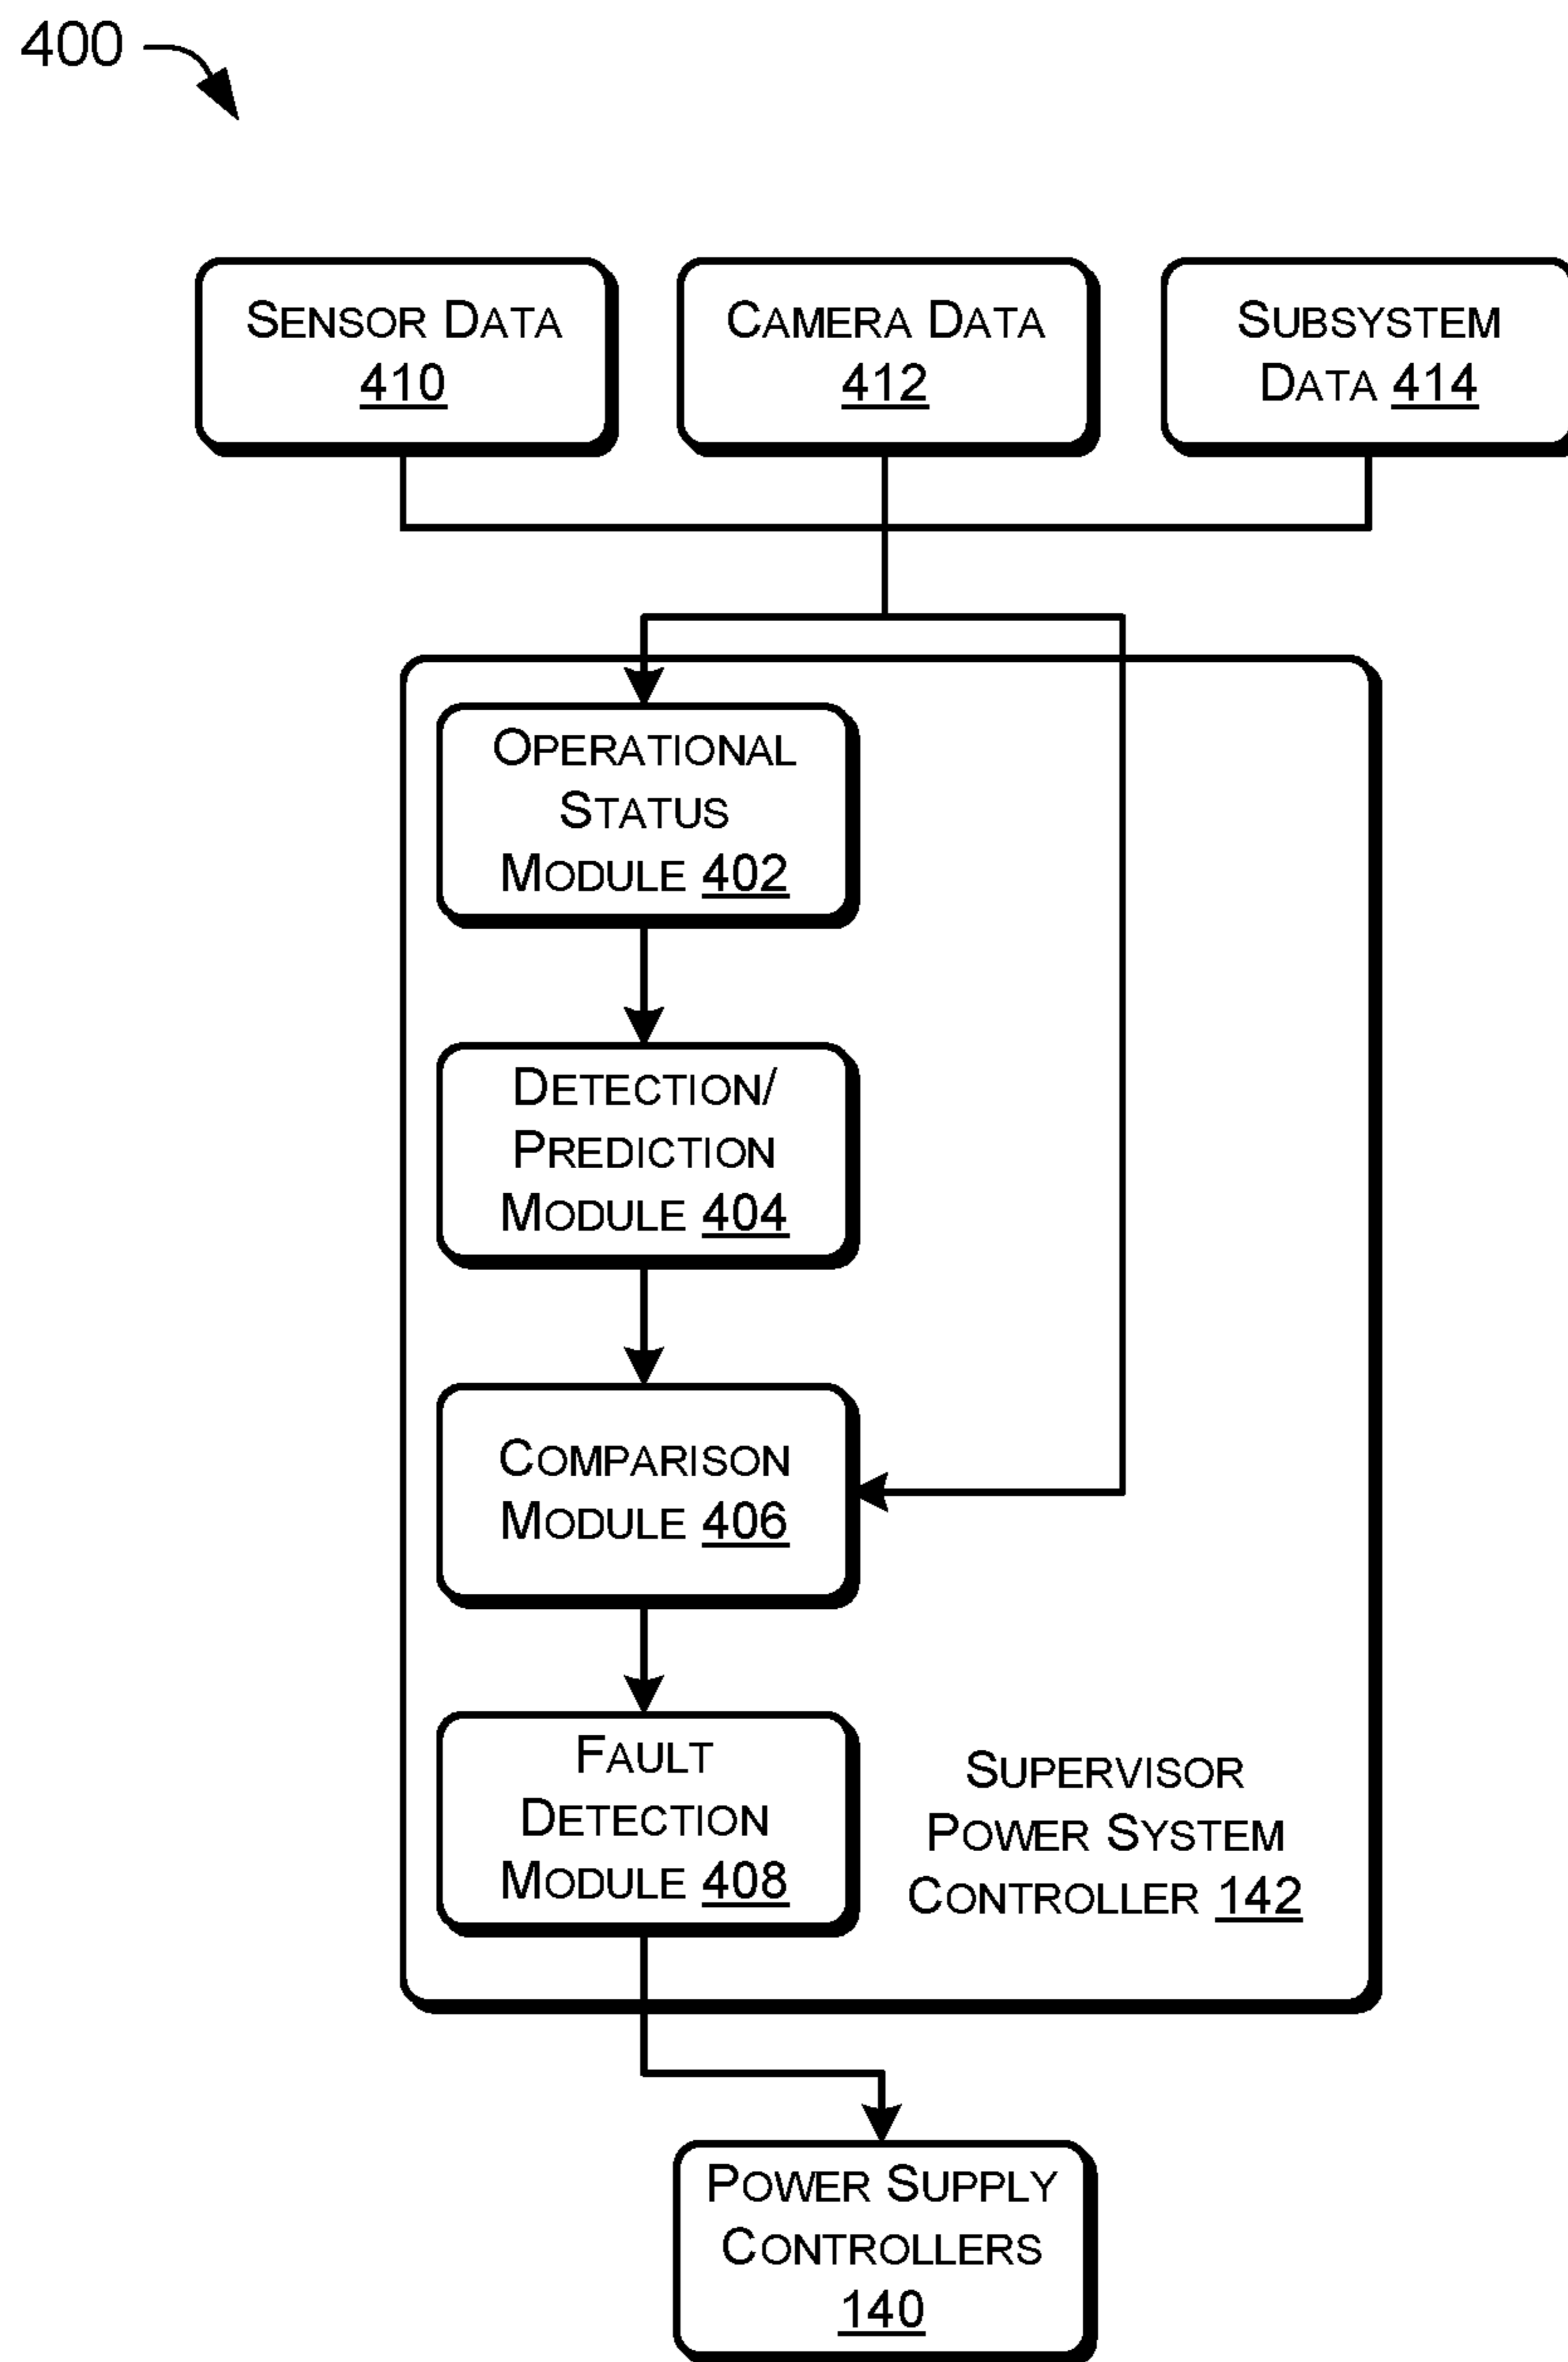 400
SENSOR DATA
410
CAMERA DATA
412
SUBSYSTEM
DATA 414
OPERATIONAL
STATUS
MODULE 402
DETECTION/
PREDICTION
MODULE 404
COMPARISON
MODULE 406
FAULT
DETECTION
MODULE 408
SUPERVISOR
POWER SYSTEM
CONTROLLER 142
POWER SUPPLY
CONTROLLERS
140